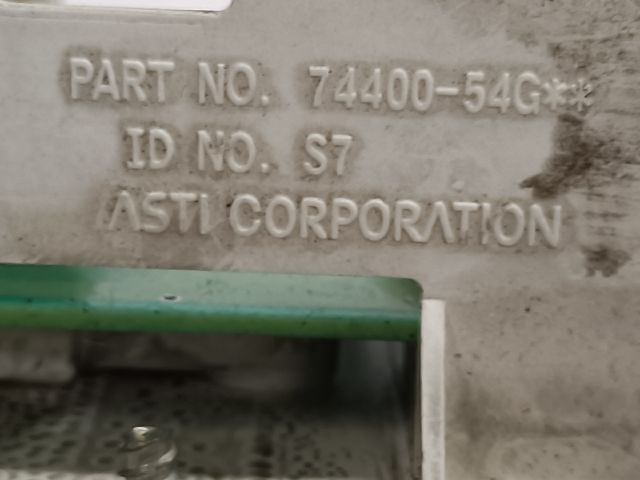 PART NO. 74400-54G**
ID NO. S7
ASTI CORPORATION